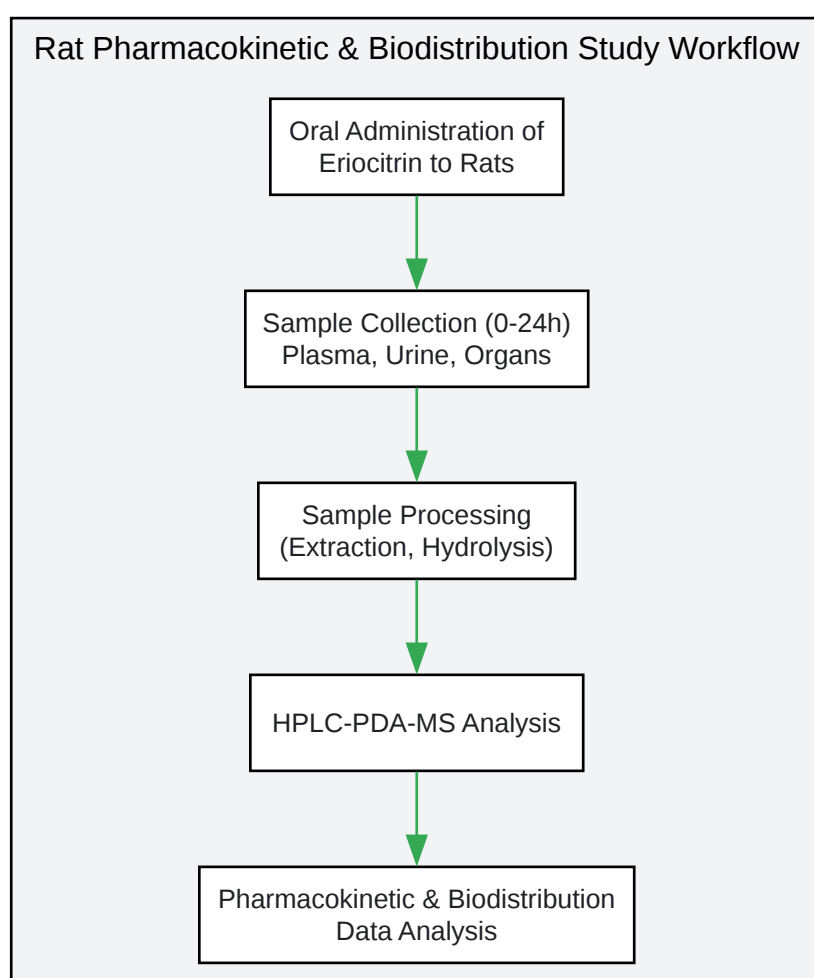 Rat Pharmacokinetic & Biodistribution Study Workflow
Oral Administration of
Eriocitrin to Rats
Sample Collection (0-24h)
Plasma, Urine, Organs
Sample Processing
(Extraction, Hydrolysis)
HPLC-PDA-MS Analysis
Pharmacokinetic & Biodistribution
Data Analysis